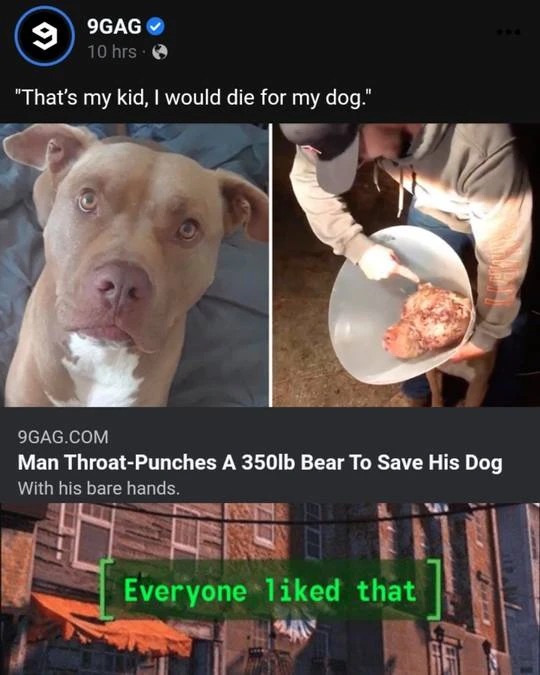 9GAG
10 hrs ·
"That's my kid, I would die for my dog."
9GAG.COM
Man Throat-Punches A 350lb Bear To Save His Dog
With his bare hands.
[Everyone liked that]